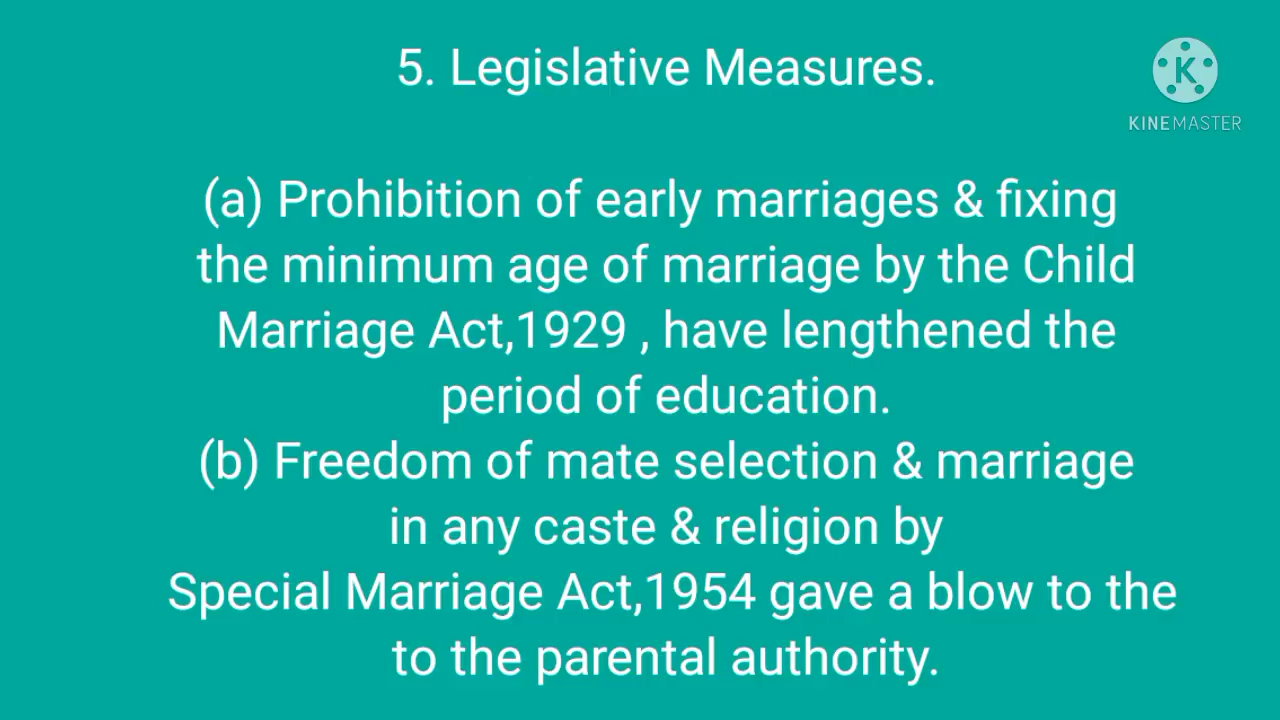 5. Legislative Measures.
K
KINEMASTER
(a) Prohibition of early marriages & fixing
the minimum age of marriage by the Child
Marriage Act,1929 , have lengthened the
period of education.
(b) Freedom of mate selection & marriage
in any caste & religion by
Special Marriage Act,1954 gave a blow to the
to the parental authority.